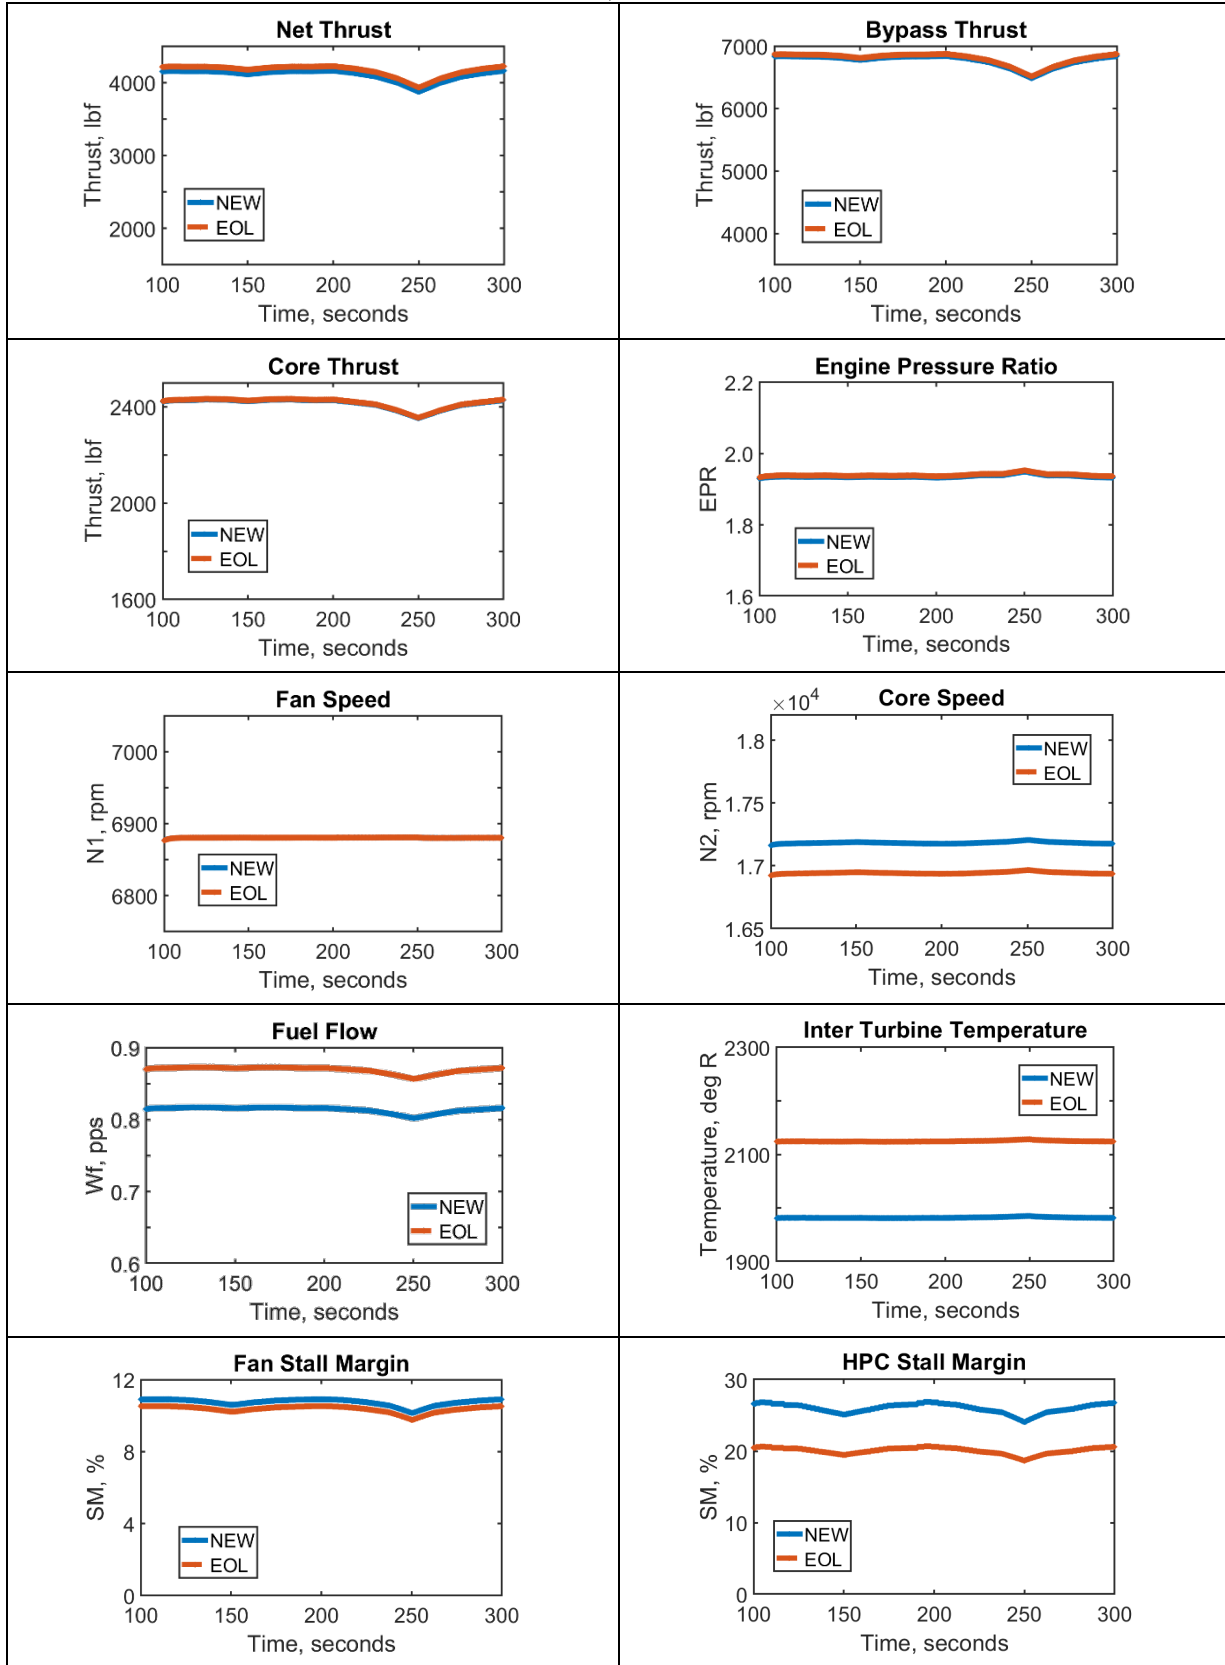 Net Thrust
Thrust, lbf
4000
3000
2000
NEW
EOL
100 150 200 250 300
Time, seconds
Bypass Thrust
Thrust, lbf
7000
6000
5000
4000
NEW
EOL
100 150 200 250 300
Time, seconds
Core Thrust
Thrust, lbf
2400
2000
1600
NEW
EOL
100 150 200 250 300
Time, seconds
Engine Pressure Ratio
EPR
2.2
2.0
1.8
1.6
NEW
EOL
100 150 200 250 300
Time, seconds
Fan Speed
N1, rpm
7000
6900
6800
NEW
EOL
100 150 200 250 300
Time, seconds
Core Speed
×10⁴
N2, rpm
1.8
1.75
1.7
1.65
NEW
EOL
100 150 200 250 300
Time, seconds
Fuel Flow
Wf, pps
0.9
0.8
0.7
0.6
NEW
EOL
100 150 200 250 300
Time, seconds
Inter Turbine Temperature
Temperature, deg R
2300
2100
1900
NEW
EOL
100 150 200 250 300
Time, seconds
Fan Stall Margin
SM, %
12
8
4
0
NEW
EOL
100 150 200 250 300
Time, seconds
HPC Stall Margin
SM, %
30
20
10
0
NEW
EOL
100 150 200 250 300
Time, seconds